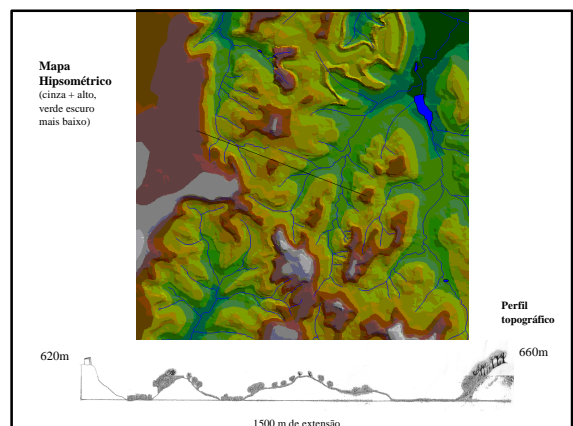 Mapa
Hipsométrico
(cinza + alto,
verde escuro
mais baixo)
Perfil
topográfico
620m
660m
1500 m de extensão